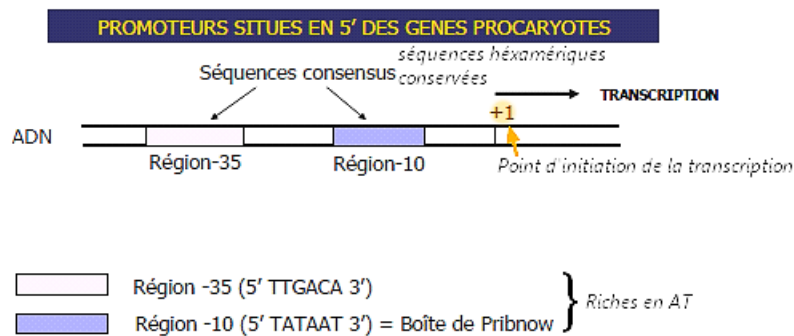 PROMOTEURS SITUES EN 5’ DES GENES PROCARYOTES
séquences héxamériques
conservées
Séquences consensus
TRANSCRIPTION
+1
ADN
Région-35
Région-10
Point d'initiation de la transcription
Région -35 (5’ TTGACA 3’)
Région -10 (5’ TATAAT 3’) = Boîte de Pribnow
Riches en AT